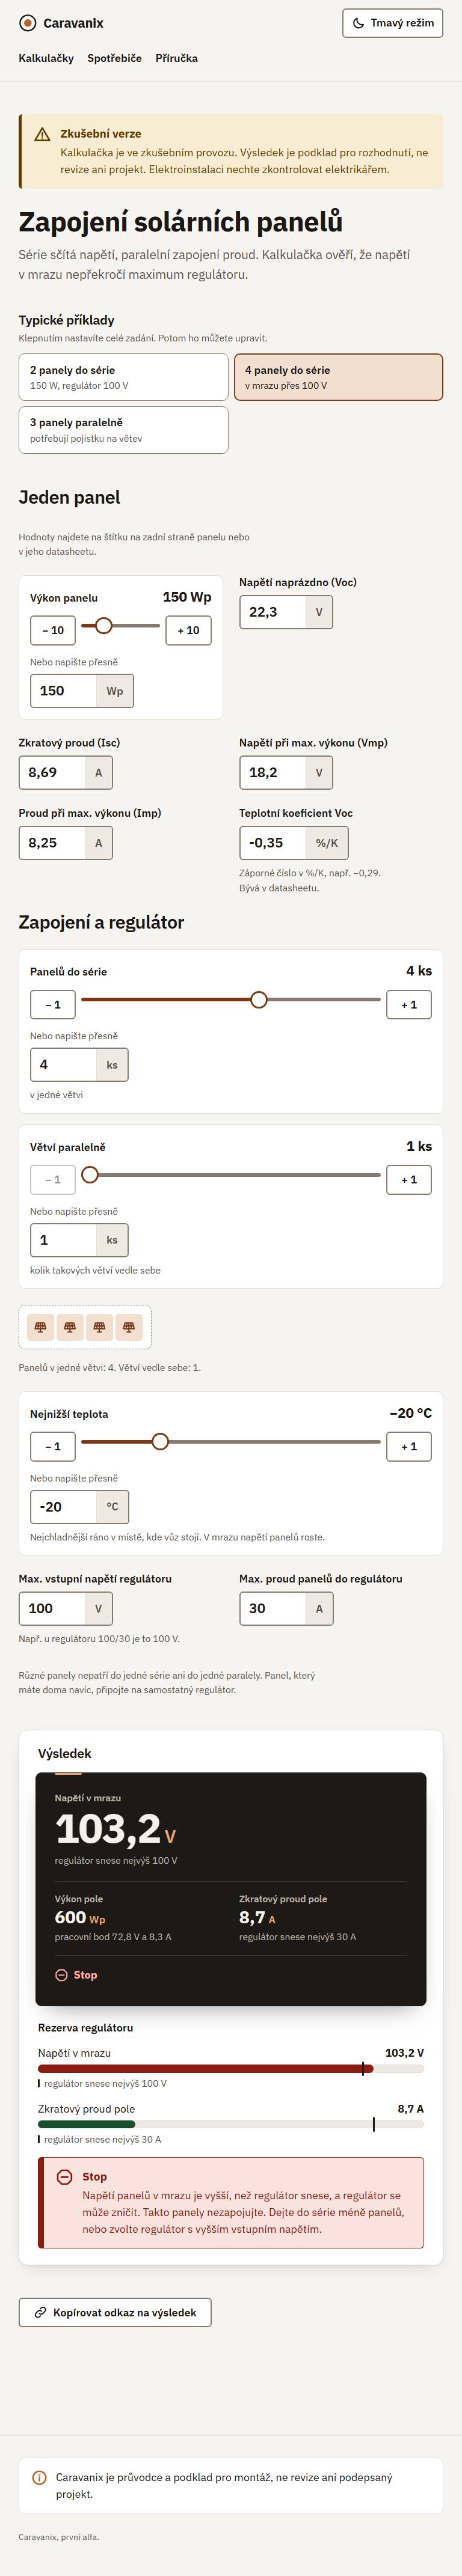 Caravanix
Tmavý režim
Kalkulačky Spotřebiče Příručka
Zkušební verze
Kalkulačka je ve zkušebním provozu. Výsledek je podklad pro rozhodnutí, ne
revize ani projekt. Elektroinstalaci nechte zkontrolovat elektrikářem.
Zapojení solárních panelů
Série sčítá napětí, paralelní zapojení proud. Kalkulačka ověří, že napětí
v mrazu nepřekročí maximum regulátoru.
Typické příklady
Klepnutím nastavíte celé zadání. Potom ho můžete upravit.
2 panely do série
150 W, regulátor 100 V
4 panely do série
v mrazu přes 100 V
3 panely paralelně
potřebují pojistku na větev
Jeden panel
Hodnoty najdete na štítku na zadní straně panelu nebo
v jeho datasheetu.
Výkon panelu 150 Wp
− 10 + 10
Nebo napište přesně
150 Wp
Napětí naprázdno (Voc)
22,3 V
Zkratový proud (Isc)
8,69 A
Napětí při max. výkonu (Vmp)
18,2 V
Proud při max. výkonu (Imp)
8,25 A
Teplotní koeficient Voc
-0,35 %/K
Záporné číslo v %/K, např. −0,29.
Bývá v datasheetu.
Zapojení a regulátor
Panelů do série 4 ks
− 1 + 1
Nebo napište přesně
4 ks
v jedné větvi
Větví paralelně 1 ks
− 1 + 1
Nebo napište přesně
1 ks
kolik takových větví vedle sebe
Panelů v jedné větvi: 4. Větví vedle sebe: 1.
Nejnižší teplota −20 °C
− 1 + 1
Nebo napište přesně
-20 °C
Nejchladnější ráno v místě, kde vůz stojí. V mrazu napětí panelů roste.
Max. vstupní napětí regulátoru
100 V
Např. u regulátoru 100/30 je to 100 V.
Max. proud panelů do regulátoru
30 A
Různé panely nepatří do jedné série ani do jedné paralely. Panel, který
máte doma navíc, připojte na samostatný regulátor.
Výsledek
Napětí v mrazu
103,2 V
regulátor snese nejvýš 100 V
Výkon pole
600 Wp
pracovní bod 72,8 V a 8,3 A
Zkratový proud pole
8,7 A
regulátor snese nejvýš 30 A
Stop
Rezerva regulátoru
Napětí v mrazu 103,2 V
regulátor snese nejvýš 100 V
Zkratový proud pole 8,7 A
regulátor snese nejvýš 30 A
Stop
Napětí panelů v mrazu je vyšší, než regulátor snese, a regulátor se
může zničit. Takto panely nezapojujte. Dejte do série méně panelů,
nebo zvolte regulátor s vyšším vstupním napětím.
Kopírovat odkaz na výsledek
Caravanix je průvodce a podklad pro montáž, ne revize ani podepsaný
projekt.
Caravanix, první alfa.